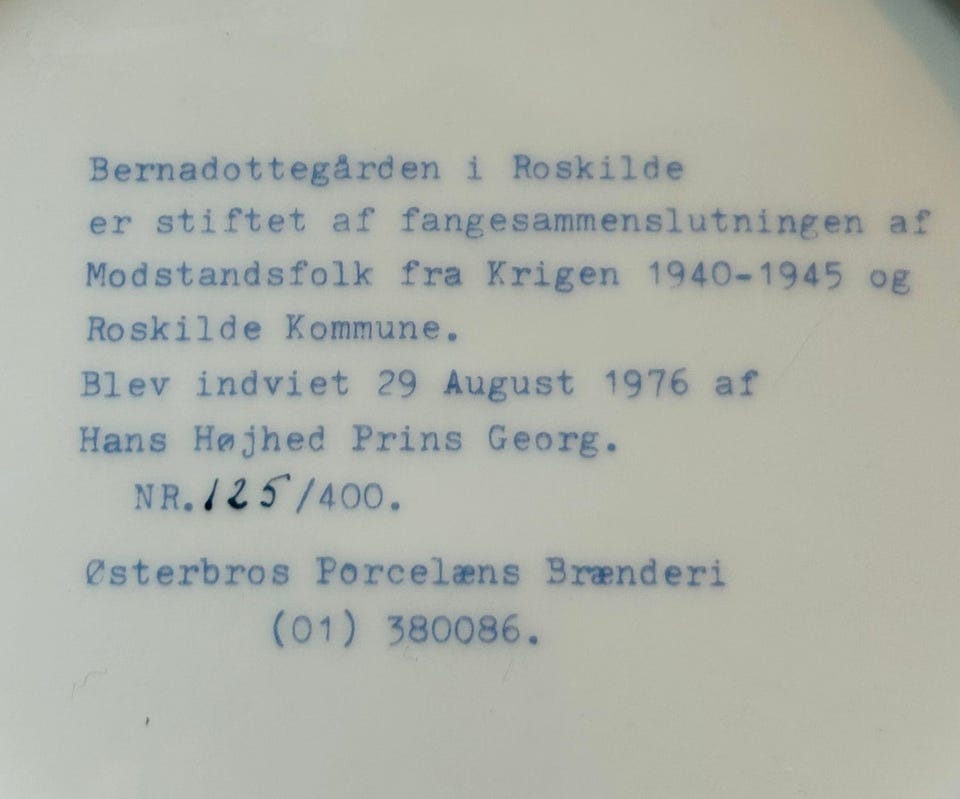 Bernadottegården i Roskilde
er stiftet af fangesammenslutningen af
Modstandsfolk fra Krigen 1940-1945 og
Roskilde Kommune.
Blev indviet 29 August 1976 af
Hans Højhed Prins Georg.
NR.125/400.
Østerbros Porcelæns Brænderi
(01) 380086.